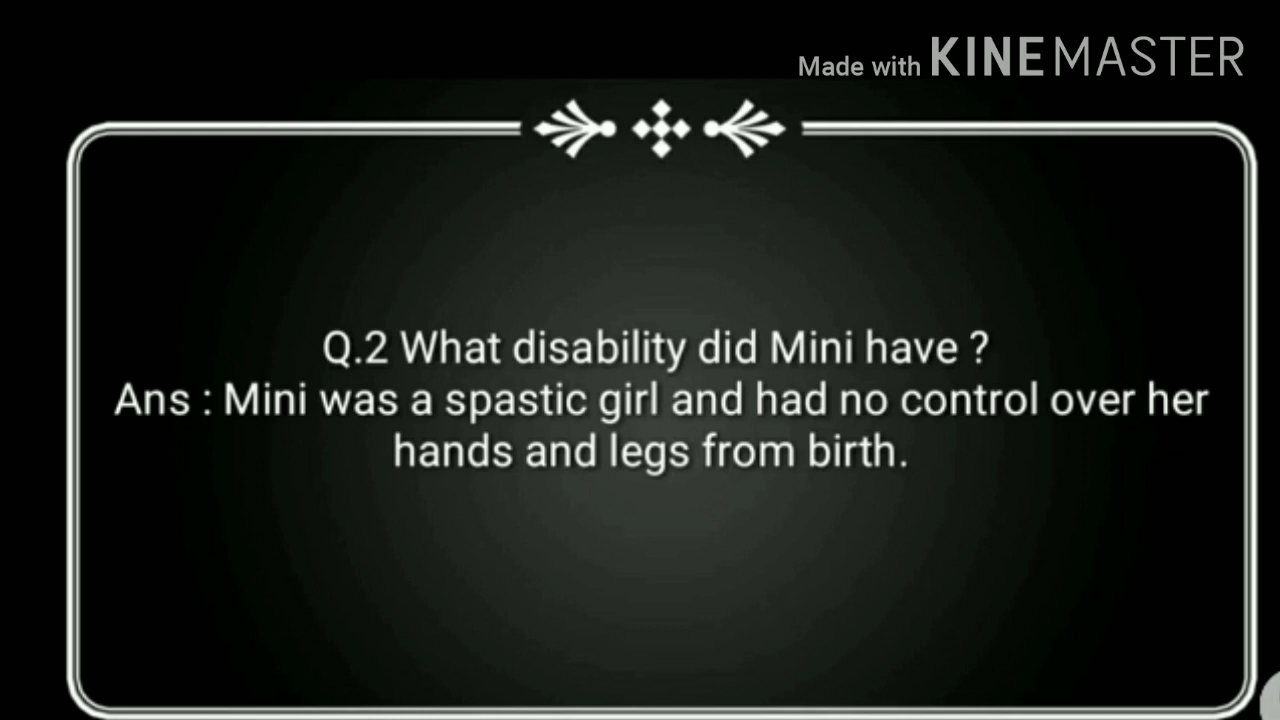 Made with KINEMASTER
Q.2 What disability did Mini have ?
Ans : Mini was a spastic girl and had no control over her
hands and legs from birth.